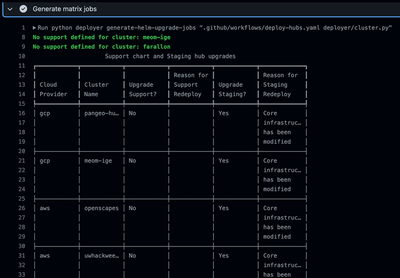 Generate matrix jobs
1 ▶ Run python deployer generate-helm-upgrade-jobs ".github/workflows/deploy-hubs.yaml deployer/cluster.py"
8 No support defined for cluster: meom-ige
9 No support defined for cluster: farallon
10 Support chart and Staging hub upgrades
11
12 Reason for Reason for
13 Cloud Cluster Upgrade Support Upgrade Staging
14 Provider Name Support? Redeploy Staging? Redeploy
15
16 gcp pangeo-hu… No Yes Core
17 infrastruc…
18 has been
19 modified
20
21 gcp meom-ige No Yes Core
22 infrastruc…
23 has been
24 modified
25
26 aws openscapes No Yes Core
27 infrastruc…
28 has been
29 modified
30
31 aws uwhackwee… No Yes Core
32 infrastruc…
33 has been